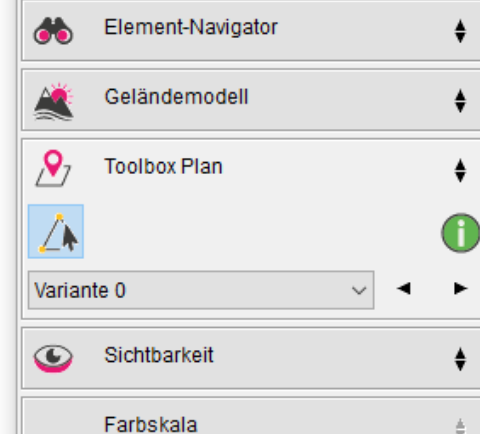 Element-Navigator
Geländemodell
Toolbox Plan
Variante 0
Sichtbarkeit
Farbskala